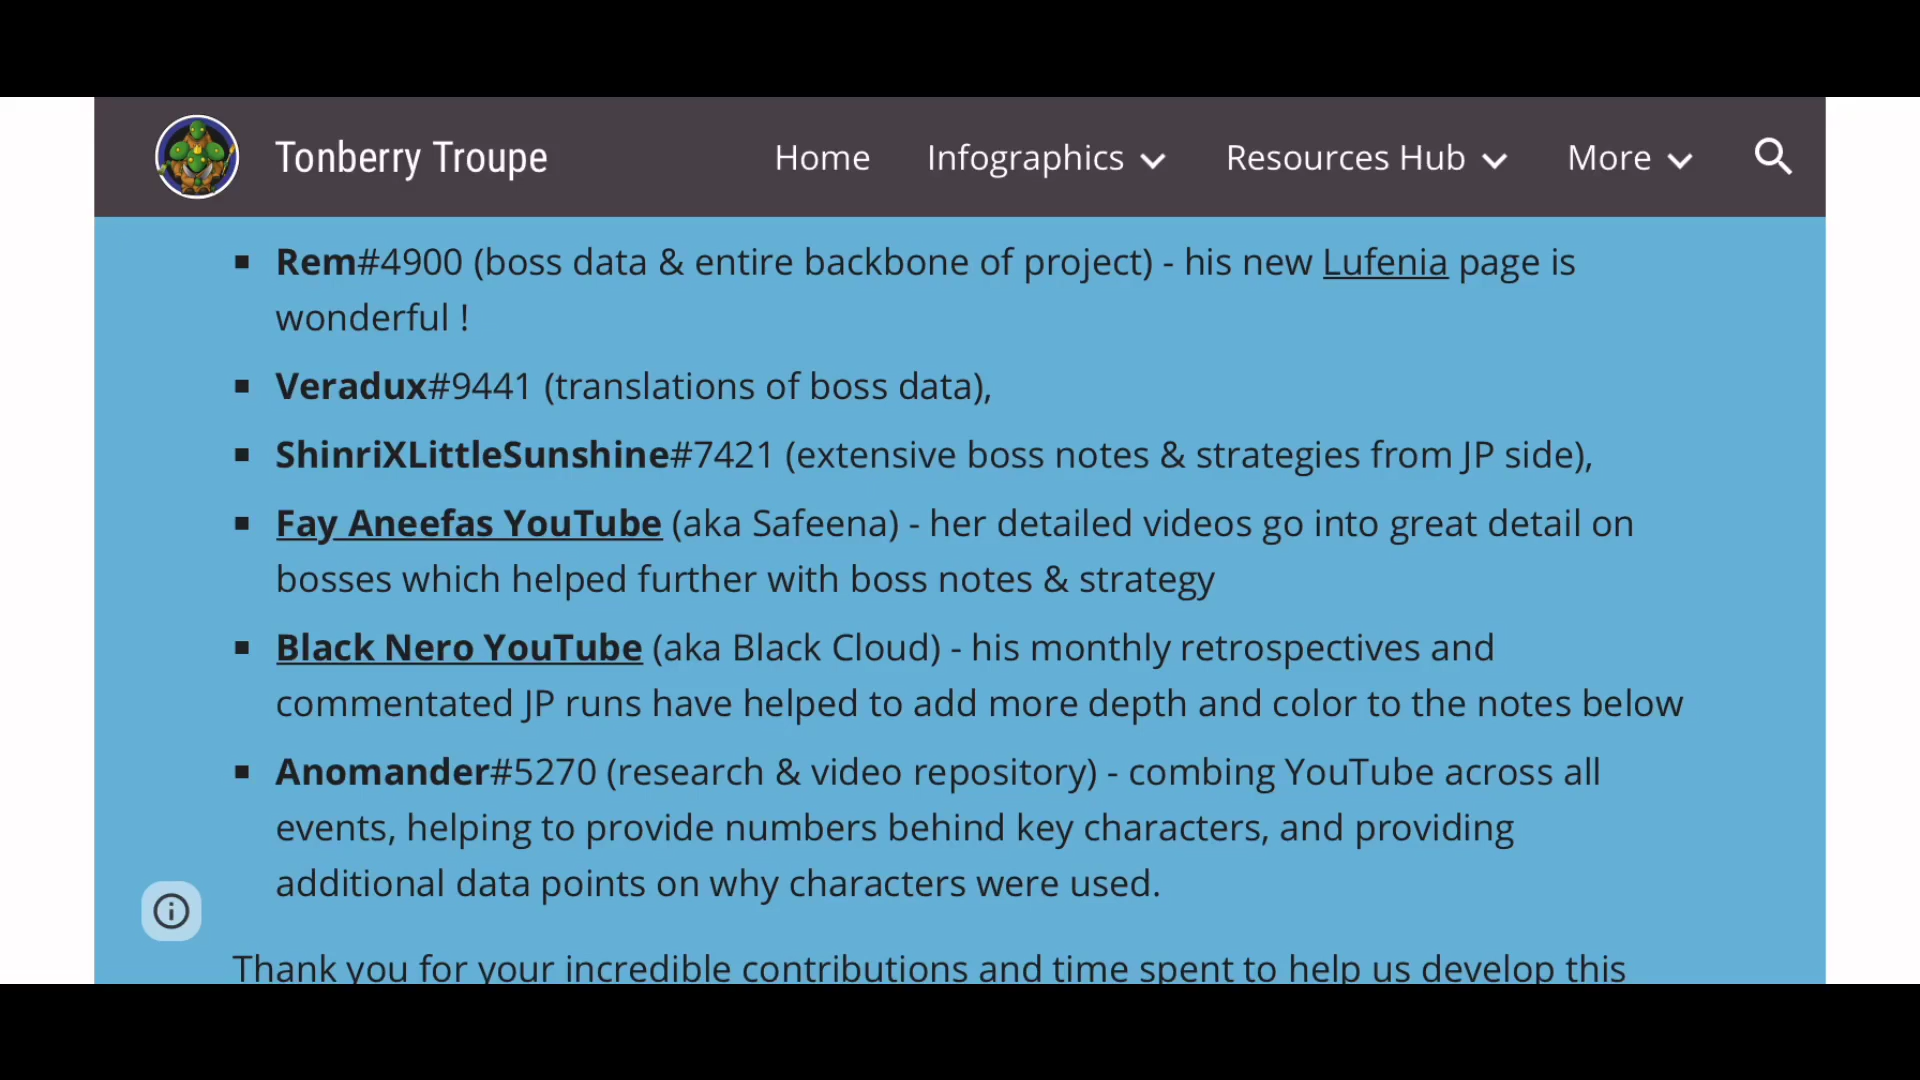 Tonberry Troupe Home Infographics Resources Hub More
Rem#4900 (boss data & entire backbone of project) - his new Lufenia page is
wonderful !
Veradux#9441 (translations of boss data),
ShinriXLittleSunshine#7421 (extensive boss notes & strategies from JP side),
Fay Aneefas YouTube (aka Safeena) - her detailed videos go into great detail on
bosses which helped further with boss notes & strategy
Black Nero YouTube (aka Black Cloud) - his monthly retrospectives and
commentated JP runs have helped to add more depth and color to the notes below
Anomander#5270 (research & video repository) - combing YouTube across all
events, helping to provide numbers behind key characters, and providing
additional data points on why characters were used.
Thank you for your incredible contributions and time spent to help us develop this